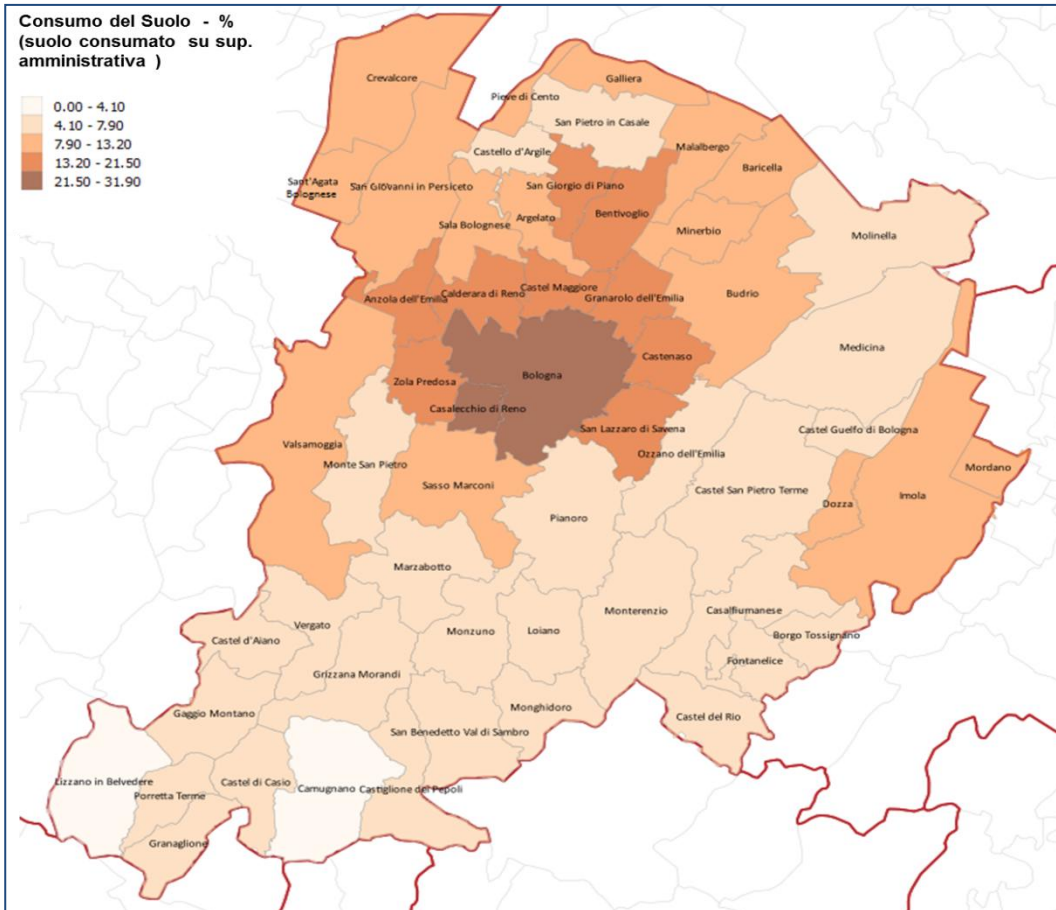 Consumo del Suolo - %
(suolo consumato su sup.
amministrativa )
0.00 - 4.10
4.10 - 7.90
7.90 - 13.20
13.20 - 21.50
21.50 - 31.90
Crevalcore
Galliera
Pieve di Cento
San Pietro in Casale
Malalbergo
Castello d'Argile
Baricella
Sant'Agata
Bolognese
San Giovanni in Persiceto
San Giorgio di Piano
Bentivoglio
Argelato
Sala Bolognese
Minerbio
Molinella
Castel Maggiore
Calderara di Reno
Anzola dell'Emilia
Granarolo dell'Emilia
Budrio
Medicina
Castenaso
Bologna
Zola Predosa
Casalecchio di Reno
San Lazzaro di Savena
Castel Guelfo di Bologna
Valsamoggia
Ozzano dell'Emilia
Monte San Pietro
Mordano
Sasso Marconi
Castel San Pietro Terme
Imola
Dozza
Pianoro
Marzabotto
Monterenzio
Casalfiumanese
Vergato
Monzuno
Loiano
Borgo Tossignano
Castel d'Aiano
Fontanelice
Grizzana Morandi
Monghidoro
Gaggio Montano
Castel del Rio
San Benedetto Val di Sambro
Lizzano in Belvedere
Castel di Casio
Camugnano
Castiglione dei Pepoli
Porretta Terme
Granaglione